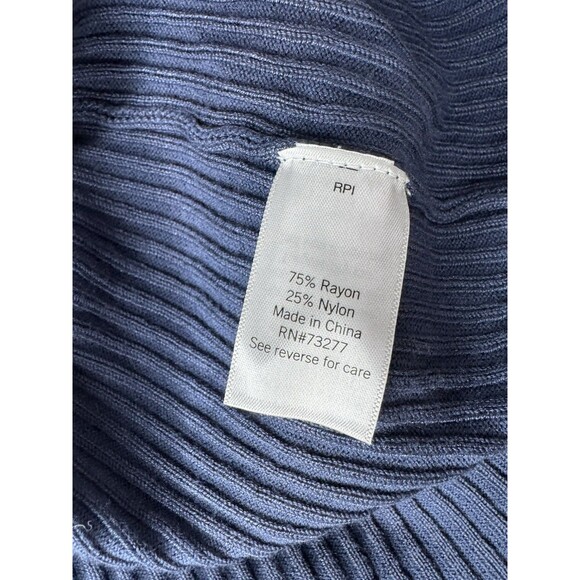 RPI
75% Rayon
25% Nylon
Made in China
RN#73277
See reverse for care